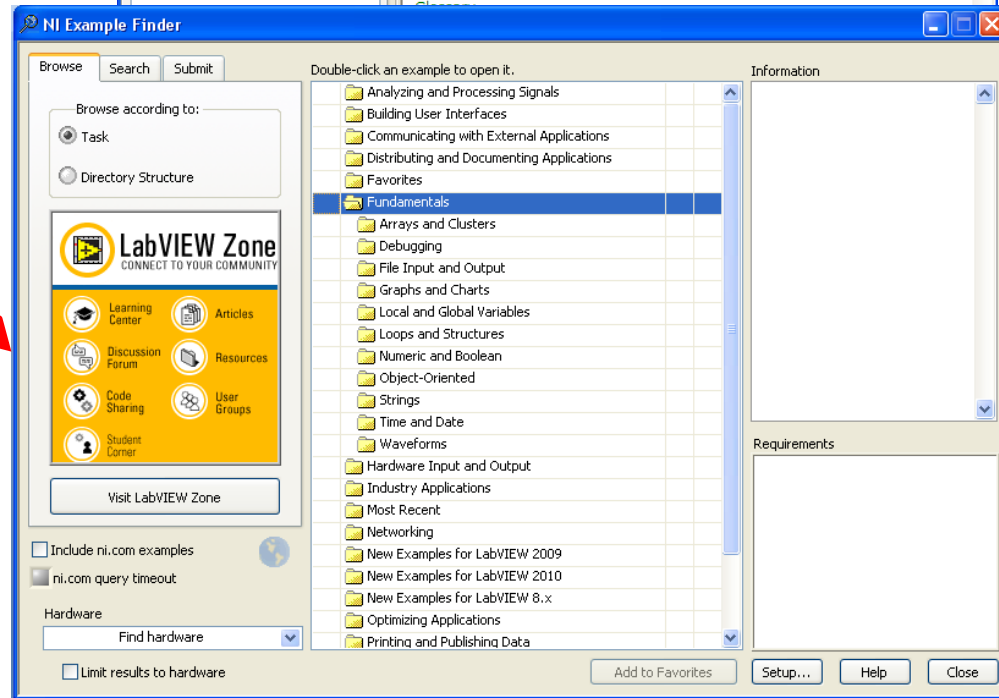 Glossary
NI Example Finder
Browse
Search
Submit
Browse according to:
Task
Directory Structure
LabVIEW Zone
CONNECT TO YOUR COMMUNITY
Learning Center
Articles
Discussion Forum
Resources
Code Sharing
User Groups
Student Corner
Visit LabVIEW Zone
Include ni.com examples
ni.com query timeout
Hardware
Find hardware
Limit results to hardware
Double-click an example to open it.
Analyzing and Processing Signals
Building User Interfaces
Communicating with External Applications
Distributing and Documenting Applications
Favorites
Fundamentals
Arrays and Clusters
Debugging
File Input and Output
Graphs and Charts
Local and Global Variables
Loops and Structures
Numeric and Boolean
Object-Oriented
Strings
Time and Date
Waveforms
Hardware Input and Output
Industry Applications
Most Recent
Networking
New Examples for LabVIEW 2009
New Examples for LabVIEW 2010
New Examples for LabVIEW 8.x
Optimizing Applications
Printing and Publishing Data
Information
Requirements
Add to Favorites
Setup...
Help
Close